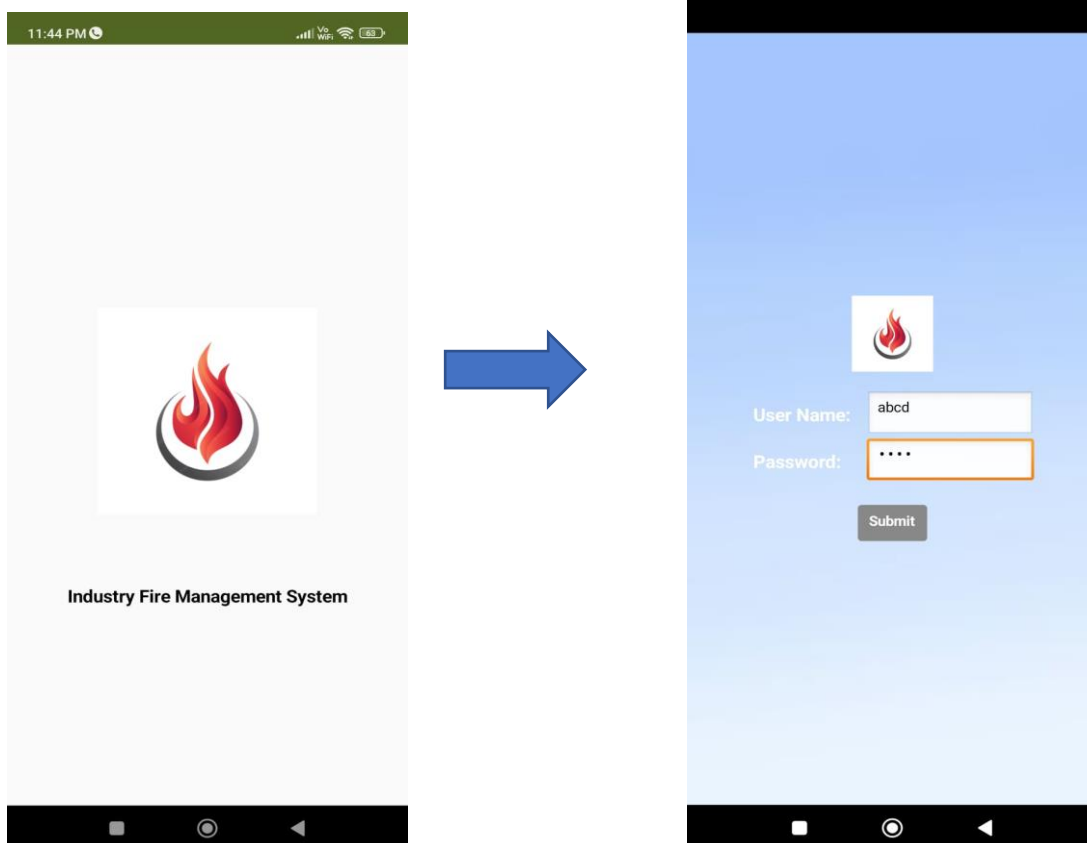 11:44 PM
Vo
WiFi
63
Industry Fire Management System
User Name:
abcd
Password:
••••
Submit